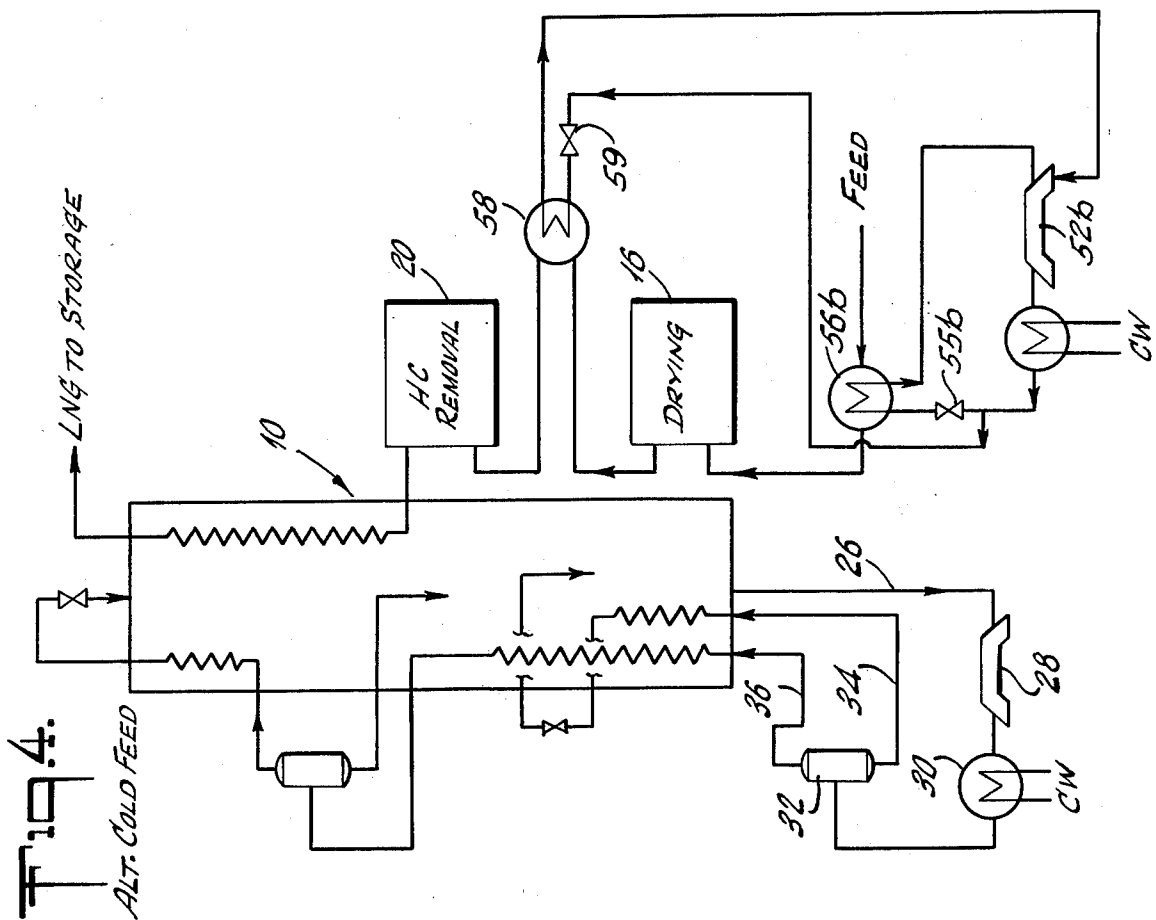 Fig. 4.
ALT. COLD FEED
LNG TO STORAGE
10
20
HC
REMOVAL
58
59
16
DRYING
FEED
56b
55b
52b
CW
26
36
34
32
30
28
CW